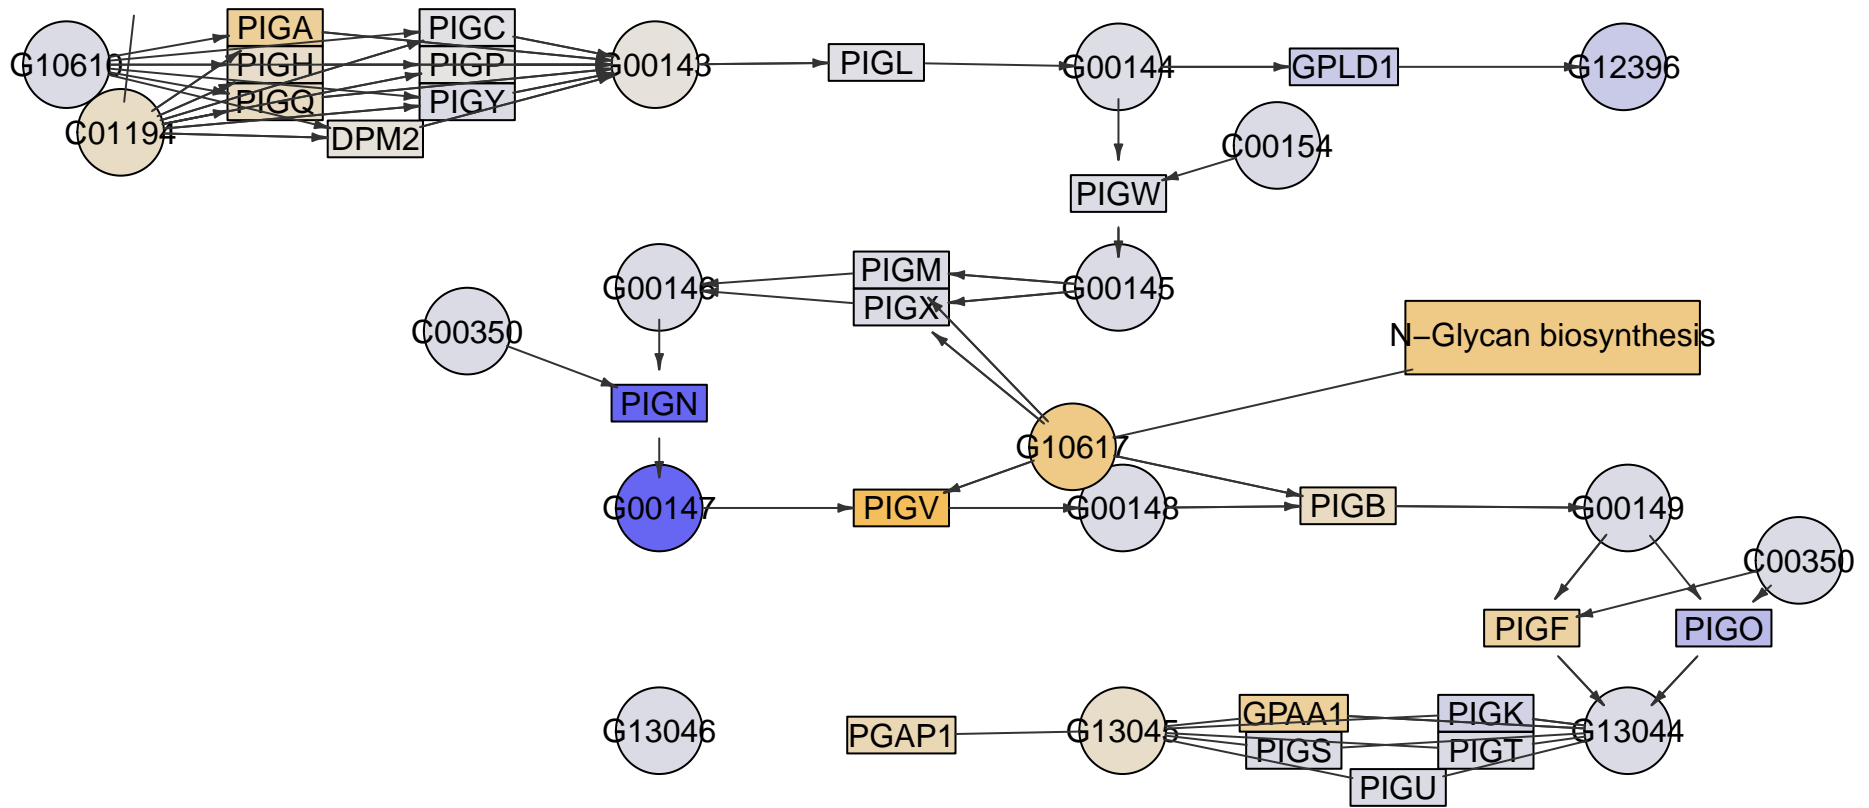 PIGA
PIGC
G10610
PIGH
PIGP
G00143
PIGL
G00144
GPLD1
G12396
PIGQ
PIGY
C01194
DPM2
C00154
PIGW
PIGM
G00146
G00145
PIGX
C00350
N−Glycan biosynthesis
PIGN
G10617
G00147
PIGV
G00148
PIGB
G00149
C00350
PIGF
PIGO
GPAA1
PIGK
G13046
PGAP1
G13045
G13044
PIGS
PIGT
PIGU